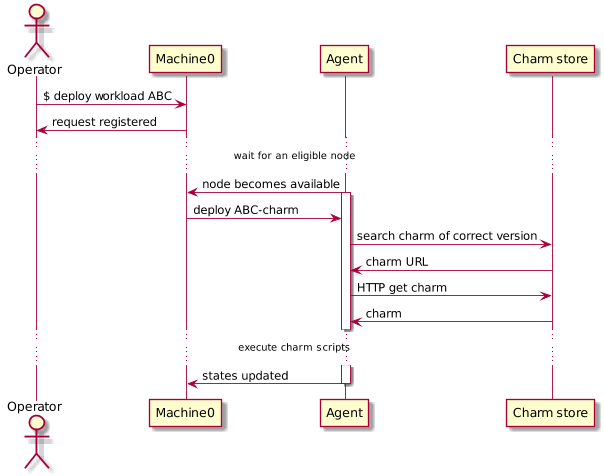 Operator
Machine0
Agent
Charm store
$ deploy workload ABC
request registered
wait for an eligible node
node becomes available
deploy ABC-charm
search charm of correct version
charm URL
HTTP get charm
charm
execute charm scripts
states updated
Operator
Machine0
Agent
Charm store